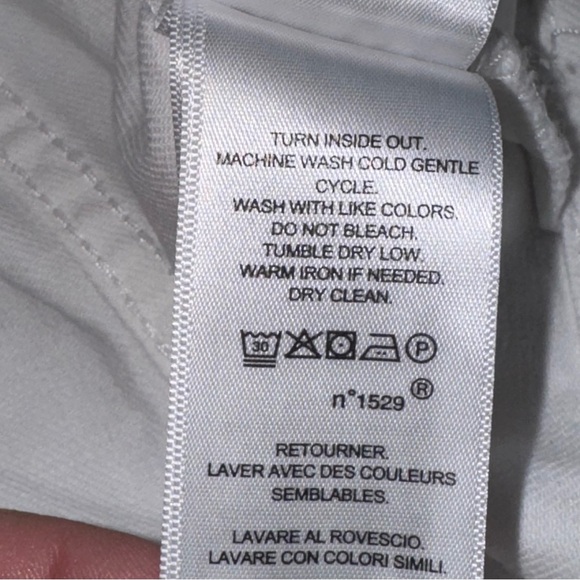 TURN INSIDE OUT.
MACHINE WASH COLD GENTLE
CYCLE.
WASH WITH LIKE COLORS.
DO NOT BLEACH.
TUMBLE DRY LOW.
WARM IRON IF NEEDED.
DRY CLEAN.
30 P
n°1529 ®
RETOURNER.
LAVER AVEC DES COULEURS
SEMBLABLES.
LAVARE AL ROVESCIO.
LAVARE CON COLORI SIMILI.